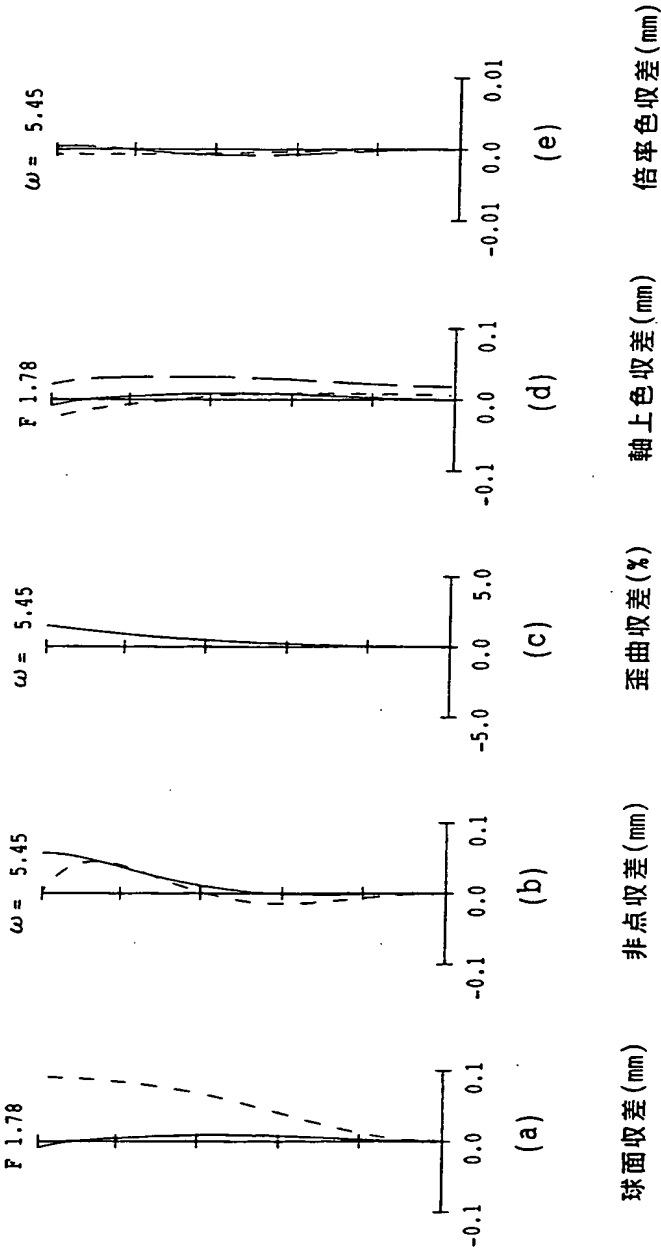 F 1.78
-0.1 0.0 0.1
(a)
球面収差(mm)
ω= 5.45
-0.1 0.0 0.1
(b)
非点収差(mm)
ω= 5.45
-5.0 0.0 5.0
(c)
歪曲収差(%)
F 1.78
-0.1 0.0 0.1
(d)
軸上色収差(mm)
ω= 5.45
-0.01 0.0 0.01
(e)
倍率色収差(mm)